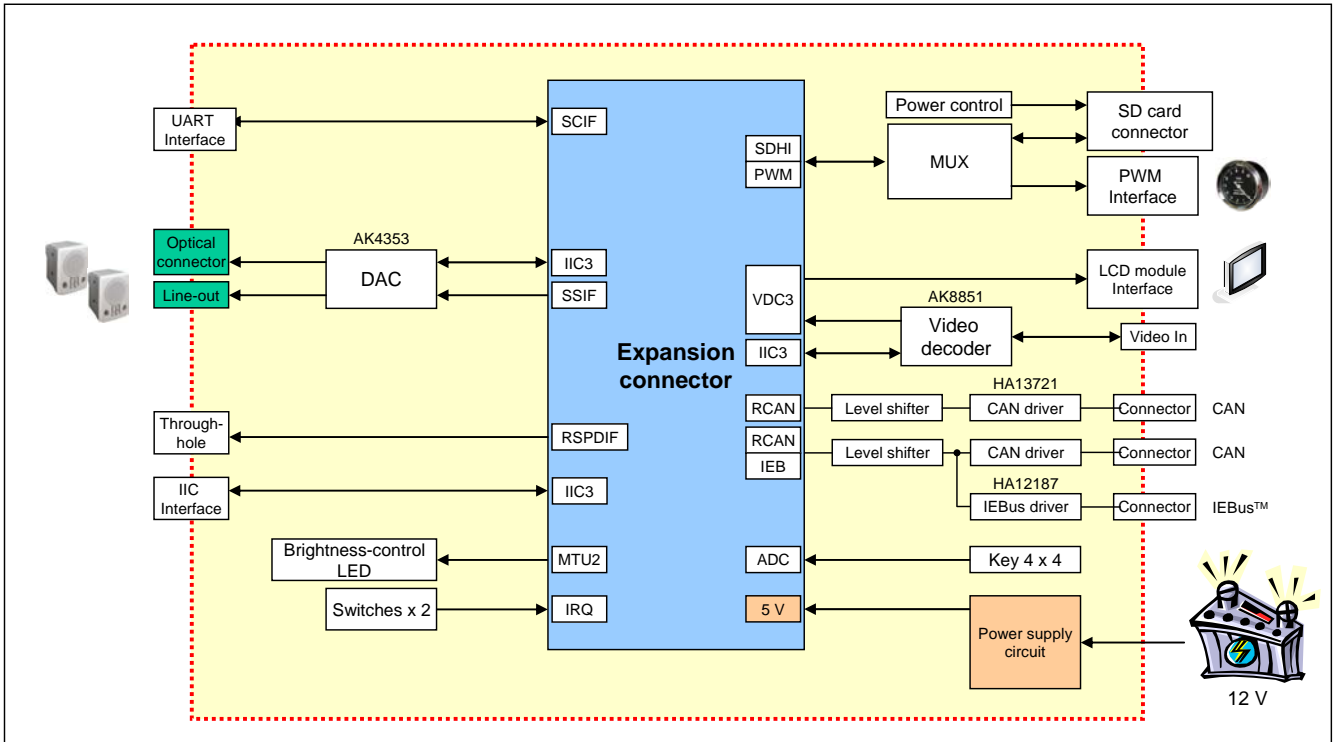 UART
Interface
SCIF
Optical
connector
Line-out
AK4353
DAC
IIC3
SSIF
Through-
hole
RSPDIF
IIC
Interface
IIC3
Brightness-control
LED
MTU2
Switches x 2
IRQ
Expansion
connector
SDHI
PWM
Power control
MUX
SD card
connector
PWM
Interface
VDC3
LCD module
Interface
AK8851
Video
decoder
Video In
IIC3
HA13721
RCAN
Level shifter
CAN driver
Connector
CAN
RCAN
IEB
Level shifter
CAN driver
Connector
CAN
HA12187
IEBus driver
Connector
IEBus™
ADC
Key 4 x 4
5 V
Power supply
circuit
12 V